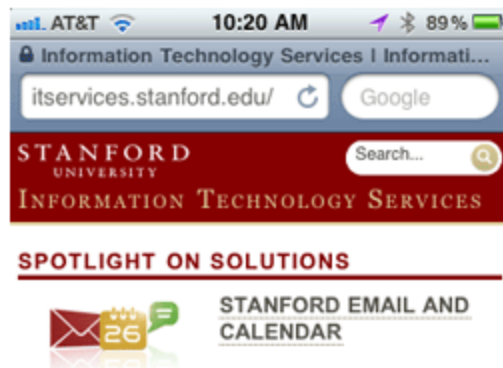 AT&T 10:20 AM 89%
Information Technology Services | Informati...
itservices.stanford.edu/ Google
STANFORD Search...
UNIVERSITY
INFORMATION TECHNOLOGY SERVICES
SPOTLIGHT ON SOLUTIONS
STANFORD EMAIL AND
CALENDAR
26